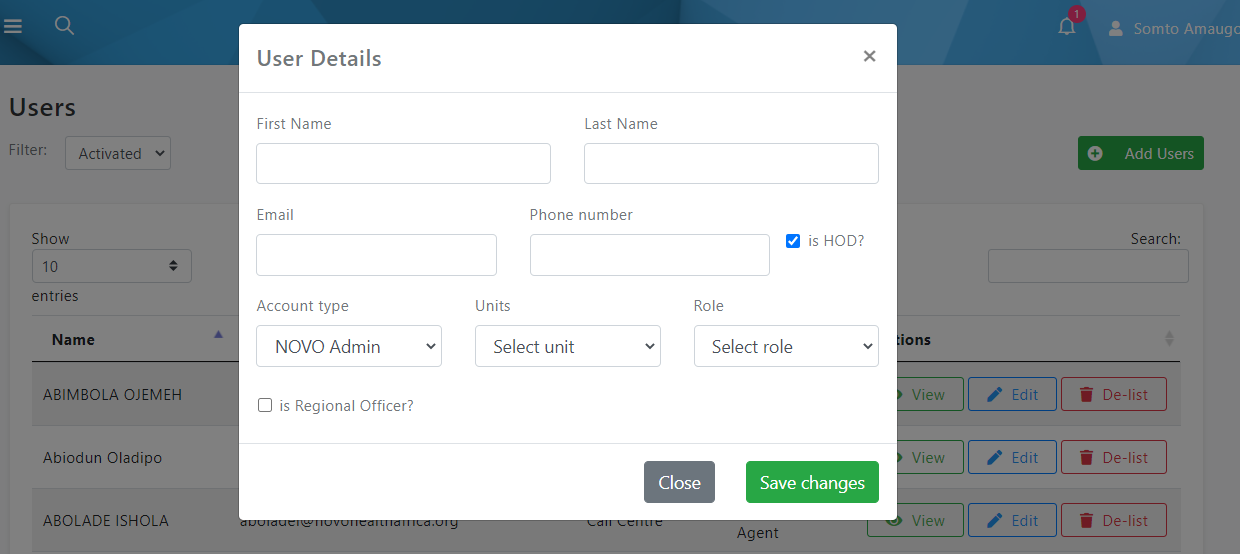 1
Somto Amaugo
User Details
×
Users
Filter:
Activated
Add Users
First Name
Last Name
Email
Phone number
is HOD?
Show
10
entries
Search:
Account type
Units
Role
NOVO Admin
Select unit
Select role
Name
tions
ABIMBOLA OJEMEH
View
Edit
De-list
is Regional Officer?
Abiodun Oladipo
View
Edit
De-list
Close
Save changes
ABOLADE ISHOLA
aboladei@novohealthafrica.org
Call Centre
Agent
View
Edit
De-list